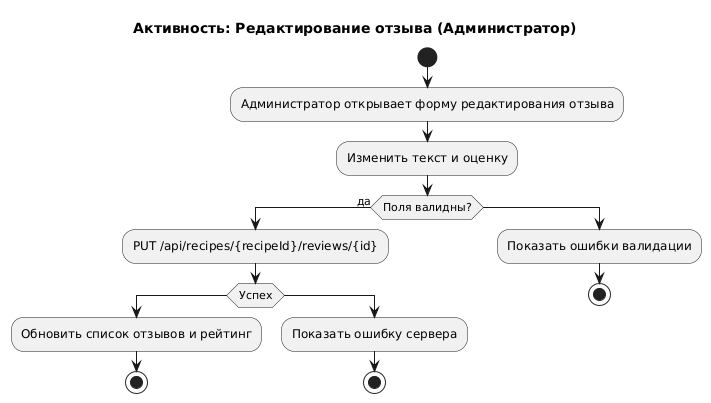 Активность: Редактирование отзыва (Администратор)
Администратор открывает форму редактирования отзыва
Изменить текст и оценку
да
Поля валидны?
PUT /api/recipes/{recipeId}/reviews/{id}
Показать ошибки валидации
Успех
Обновить список отзывов и рейтинг
Показать ошибку сервера